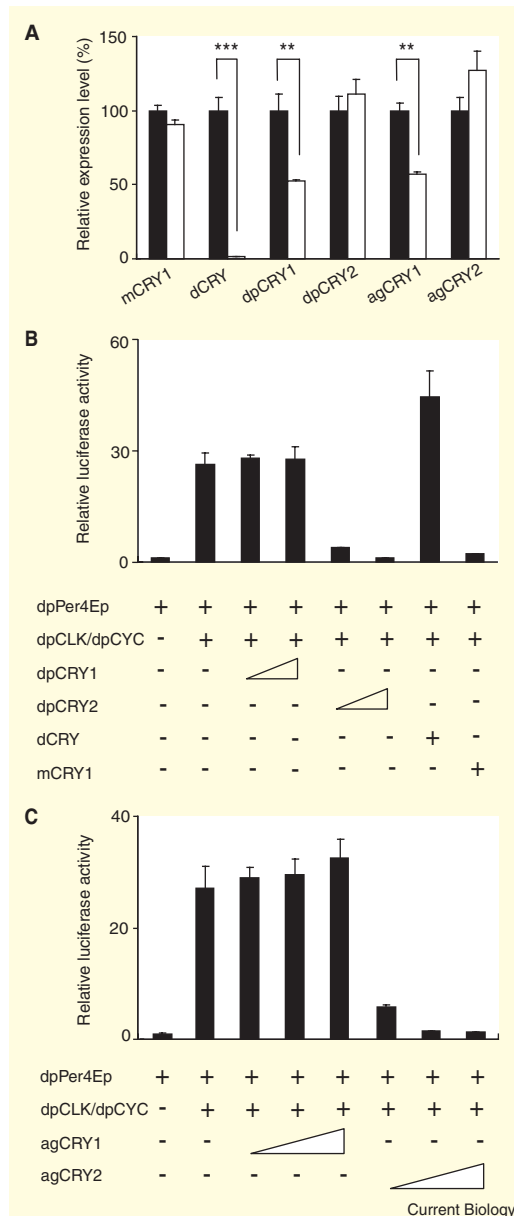 A
Relative expression level (%)
150
100
50
0
***
**
**
mCRY1
dCRY
dpCRY1
dpCRY2
agCRY1
agCRY2
B
Relative luciferase activity
60
30
0
dpPer4Ep + + + + + + + +
dpCLK/dpCYC - + + + + + + +
dpCRY1 - - - - - -
dpCRY2 - - - - - -
dCRY - - - - - - + -
mCRY1 - - - - - - - +
C
Relative luciferase activity
40
20
0
dpPer4Ep + + + + + + + +
dpCLK/dpCYC - + + + + + + +
agCRY1 - - - - -
agCRY2 - - - - -
Current Biology